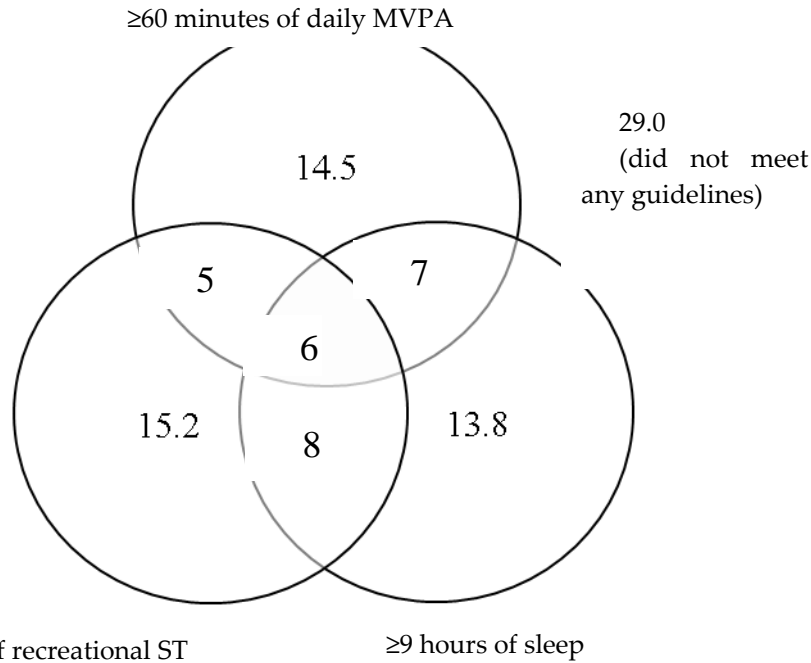 ≥60 minutes of daily MVPA
29.0
(did not meet
any guidelines)
14.5
5
7
6
15.2
8
13.8
recreational ST
≥9 hours of sleep